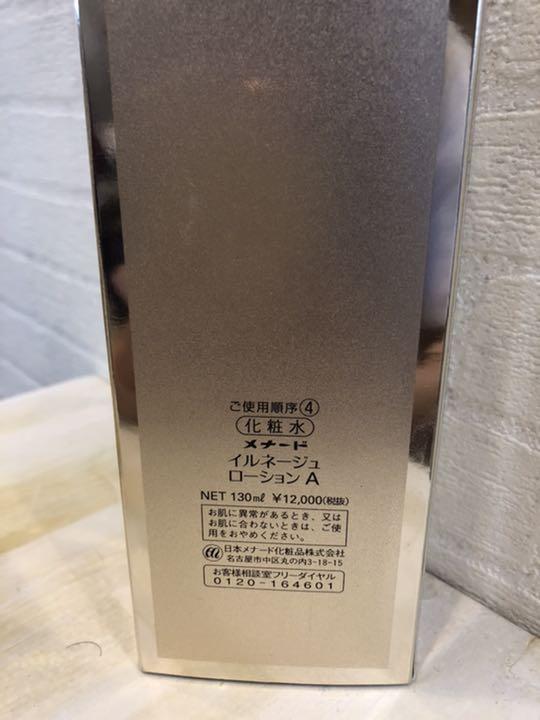 ご使用順序④
化粧水
メナード
イルネージュ
ローション A
NET 130㎖ ¥12,000(税抜)
お肌に異常があるとき、又は
お肌に合わないときは、ご使
用をおやめください。
日本メナード化粧品株式会社
名古屋市中区丸の内3-18-15
お客様相談室フリーダイヤル
0120-164601